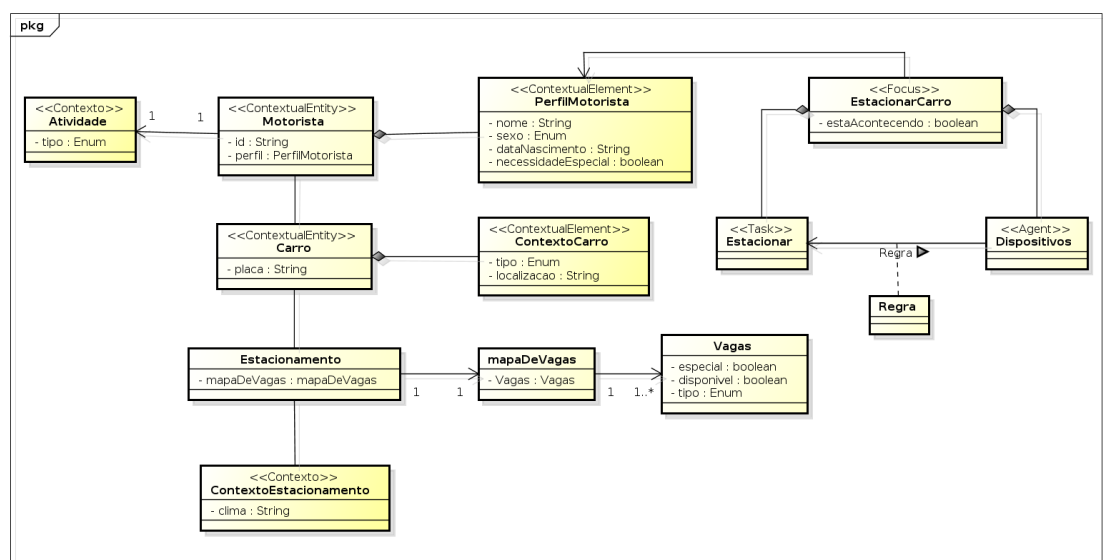 pkg
<<Contexto>>
Atividade
- tipo : Enum
1
1
<<ContextualEntity>>
Motorista
- id : String
- perfil : PerfilMotorista
<<ContextualElement>>
PerfilMotorista
- nome : String
- sexo : Enum
- dataNascimento : String
- necessidadeEspecial : boolean
<<Focus>>
EstacionarCarro
- estaAcontecendo : boolean
<<ContextualEntity>>
Carro
- placa : String
<<ContextualElement>>
ContextoCarro
- tipo : Enum
- localizacao : String
<<Task>>
Estacionar
Regra
<<Agent>>
Dispositivos
Regra
Estacionamento
- mapaDeVagas : mapaDeVagas
1
1
mapaDeVagas
- Vagas : Vagas
1
1..*
Vagas
- especial : boolean
- disponivel : boolean
- tipo : Enum
<<Contexto>>
ContextoEstacionamento
- clima : String